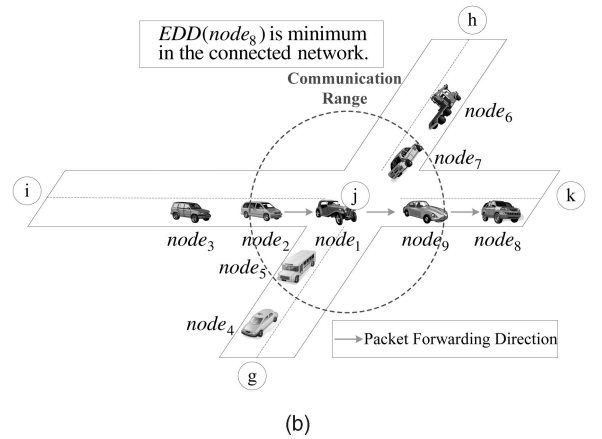 EDD(node₈) is minimum
in the connected network.
h
Communication
Range
node₆
node₇
i
j
k
node₃
node₂
node₁
node₉
node₈
node₅
node₄
Packet Forwarding Direction
g
(b)